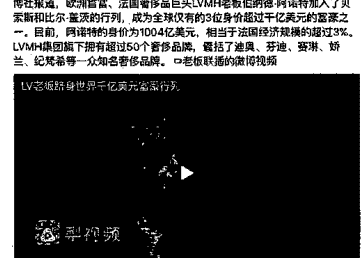 博社报道，欧洲首富、法国奢侈品巨头LVMH老板伯纳德·阿诺特加入了贝
索斯和比尔·盖茨的行列，成为全球仅有的3位身价超过千亿美元的富豪之
一。目前，阿诺特的身价为1004亿美元，相当于法国经济规模的超过3%。
LVMH集团旗下拥有超过50个奢侈品牌，囊括了迪奥、芬迪、赛琳、娇
兰、纪梵希等一众知名奢侈品牌。老板联播的微博视频
LV老板跻身世界千亿美元富豪行列
梨视频